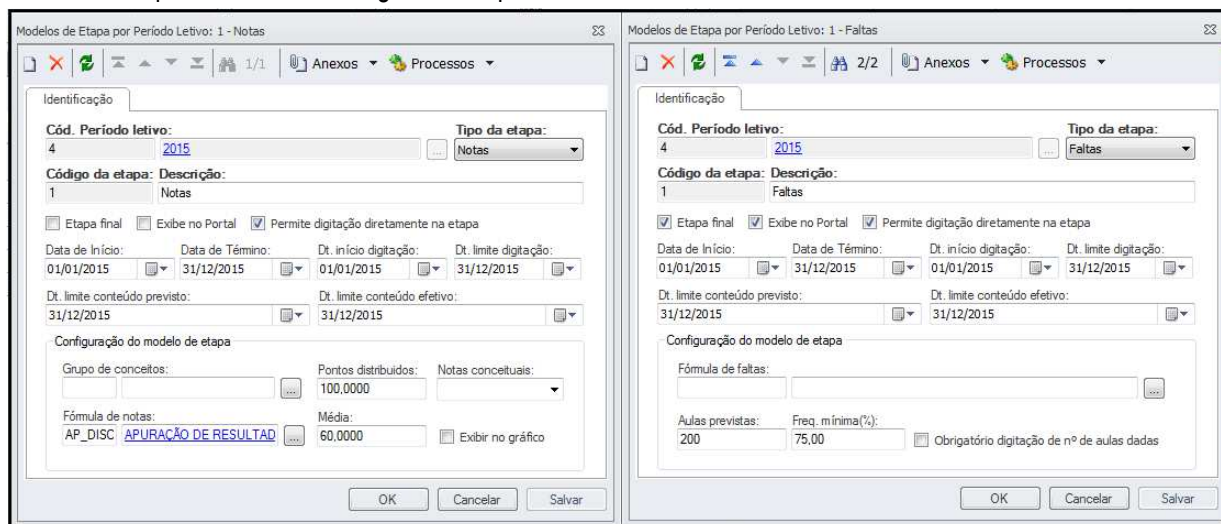 Modelos de Etapa por Período Letivo: 1 - Notas
1/1 Anexos Processos
Identificação
Cód. Período letivo: Tipo da etapa:
4 2015 ... Notas
Código da etapa: Descrição:
1 Notas
Etapa final Exibe no Portal Permite digitação diretamente na etapa
Data de Início: Data de Término: Dt. início digitação: Dt. limite digitação:
01/01/2015 31/12/2015 01/01/2015 31/12/2015
Dt. limite conteúdo previsto: Dt. limite conteúdo efetivo:
31/12/2015 31/12/2015
Configuração do modelo de etapa
Grupo de conceitos: Pontos distribuidos: Notas conceituais:
... 100,0000
Fórmula de notas: Média:
AP_DISC APURAÇÃO DE RESULTAD ... 60,0000 Exibir no gráfico
OK Cancelar Salvar
Modelos de Etapa por Período Letivo: 1 - Faltas
2/2 Anexos Processos
Identificação
Cód. Período letivo: Tipo da etapa:
4 2015 ... Faltas
Código da etapa: Descrição:
1 Faltas
Etapa final Exibe no Portal Permite digitação diretamente na etapa
Data de Início: Data de Término: Dt. início digitação: Dt. limite digitação:
01/01/2015 31/12/2015 01/01/2015 31/12/2015
Dt. limite conteúdo previsto: Dt. limite conteúdo efetivo:
31/12/2015 31/12/2015
Configuração do modelo de etapa
Fórmula de faltas:
...
Aulas previstas: Freq. mínima(%):
200 75,00 Obrigatório digitação de nº de aulas dadas
OK Cancelar Salvar